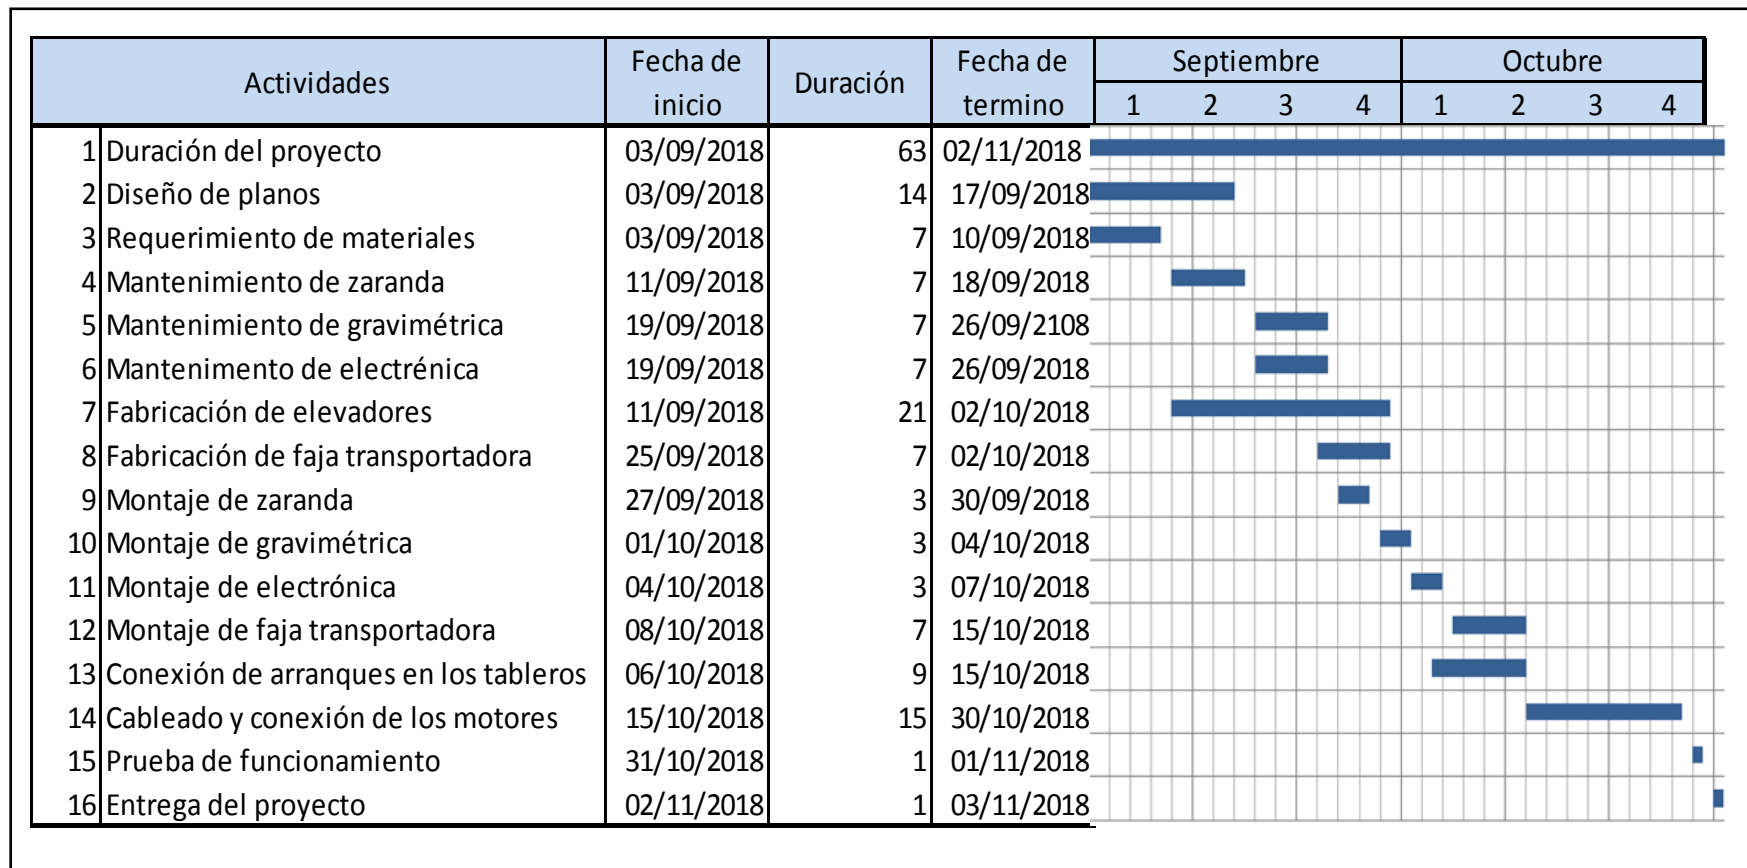 Actividades Fecha de inicio Duración Fecha de termino Septiembre Octubre
1 2 3 4 1 2 3 4
1 Duración del proyecto 03/09/2018 63 02/11/2018
2 Diseño de planos 03/09/2018 14 17/09/2018
3 Requerimiento de materiales 03/09/2018 7 10/09/2018
4 Mantenimiento de zaranda 11/09/2018 7 18/09/2018
5 Mantenimiento de gravimétrica 19/09/2018 7 26/09/2108
6 Mantenimento de electrénica 19/09/2018 7 26/09/2018
7 Fabricación de elevadores 11/09/2018 21 02/10/2018
8 Fabricación de faja transportadora 25/09/2018 7 02/10/2018
9 Montaje de zaranda 27/09/2018 3 30/09/2018
10 Montaje de gravimétrica 01/10/2018 3 04/10/2018
11 Montaje de electrónica 04/10/2018 3 07/10/2018
12 Montaje de faja transportadora 08/10/2018 7 15/10/2018
13 Conexión de arranques en los tableros 06/10/2018 9 15/10/2018
14 Cableado y conexión de los motores 15/10/2018 15 30/10/2018
15 Prueba de funcionamiento 31/10/2018 1 01/11/2018
16 Entrega del proyecto 02/11/2018 1 03/11/2018